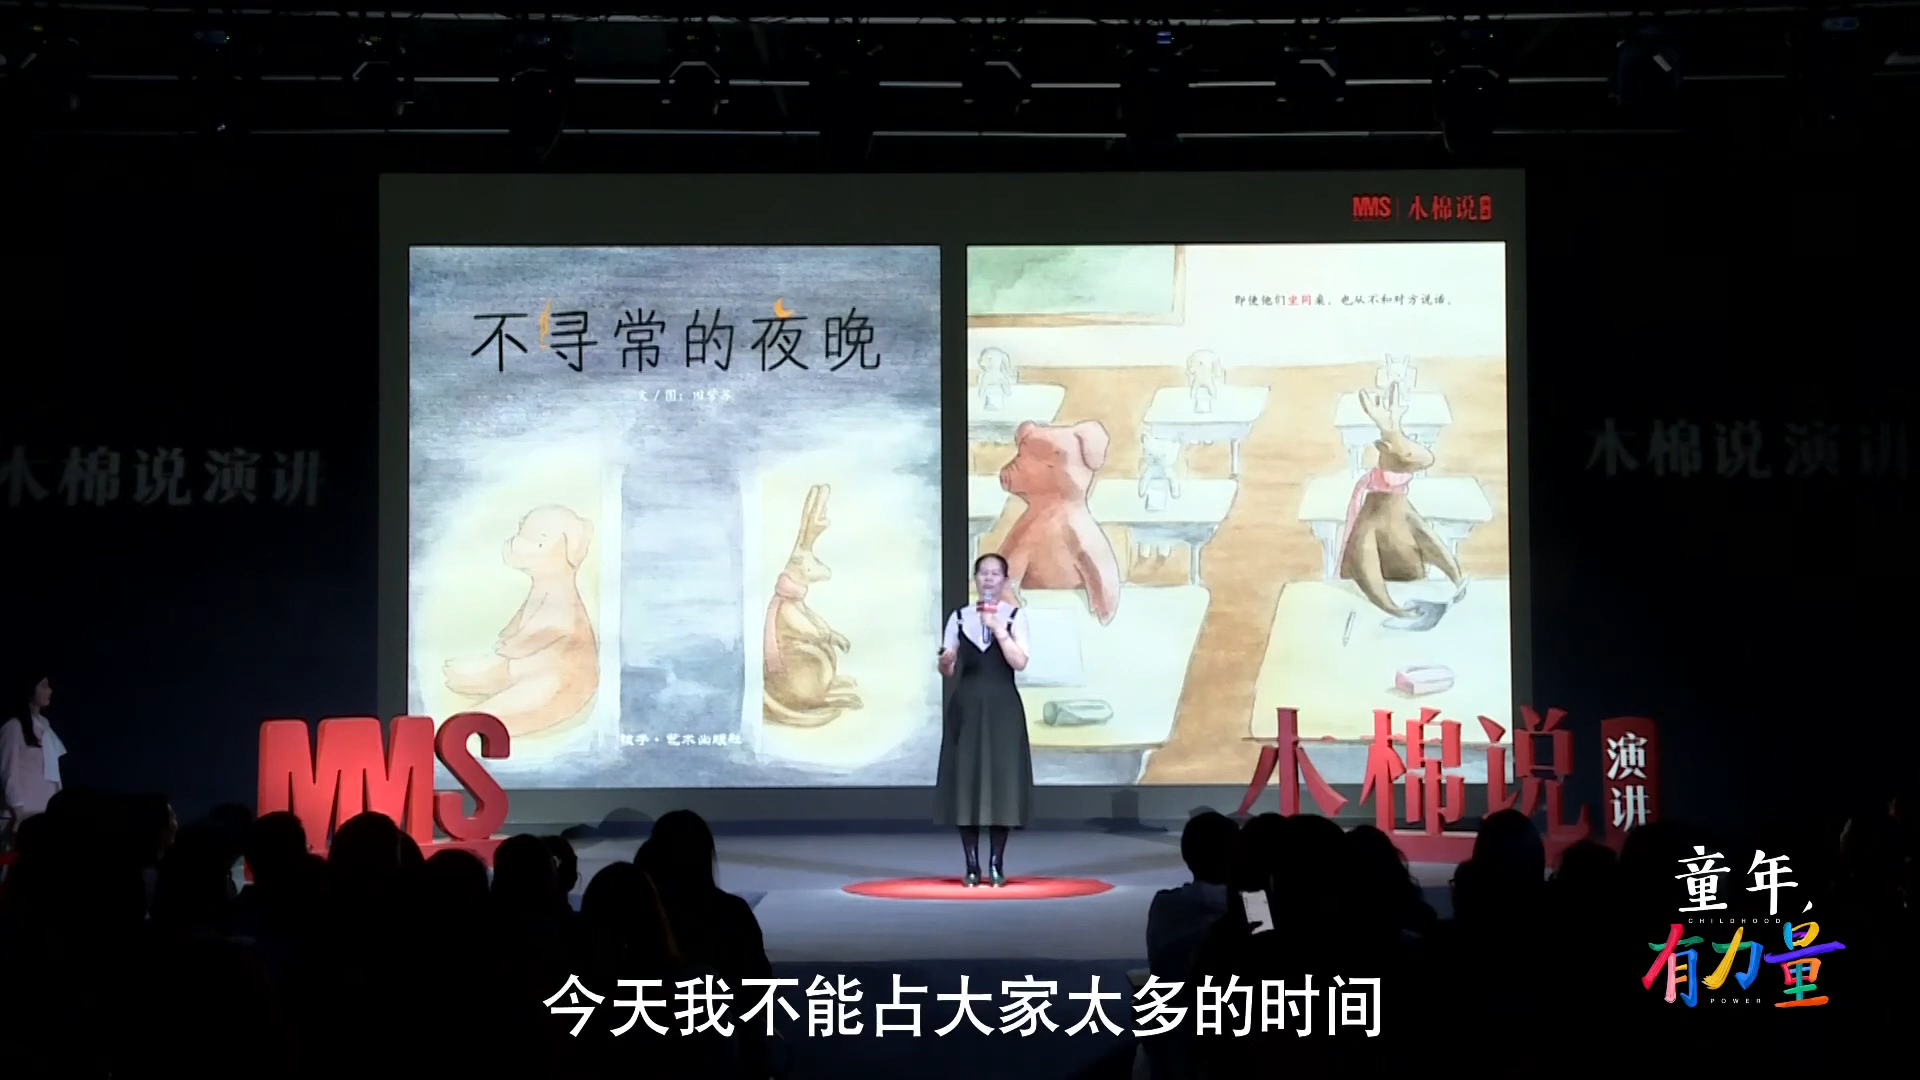 MMS 木棉说
不寻常的夜晚
即使他们坐同桌，也从不和对方说话。
木棉说演讲
木棉说演讲
MMS
木棉说演讲
童年，
CHILDHOOD
有力量
POWER
今天我不能占大家太多的时间